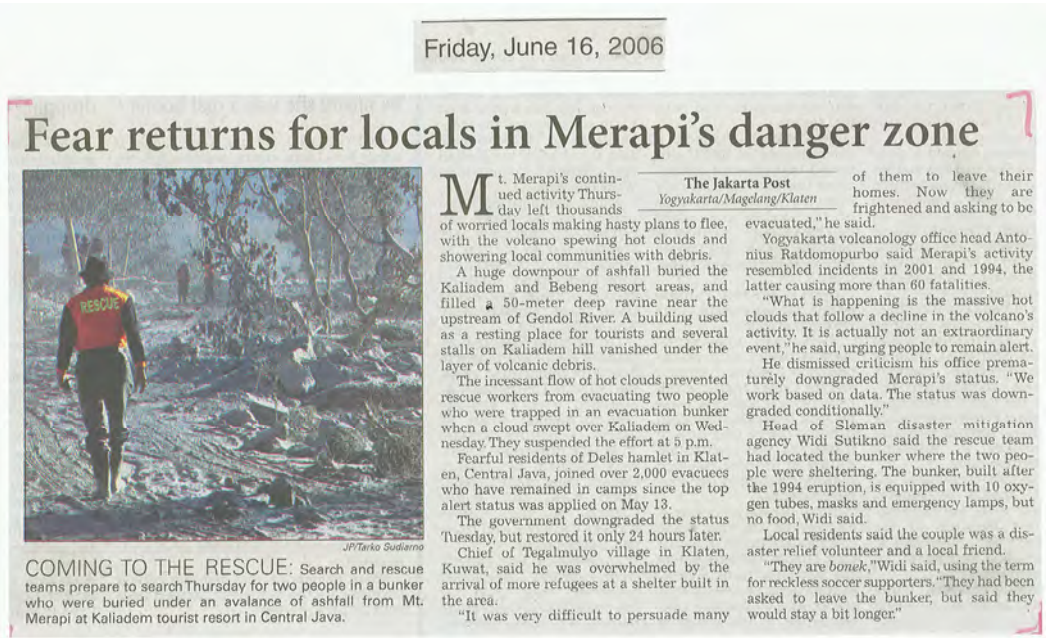 Friday, June 16, 2006
Fear returns for locals in Merapi's danger zone
RESCUE
JP/Tarko Sudiarno
COMING TO THE RESCUE: Search and rescue
teams prepare to search Thursday for two people in a bunker
who were buried under an avalance of ashfall from Mt.
Merapi at Kaliadem tourist resort in Central Java.
The Jakarta Post
Yogyakarta/Magelang/Klaten
Mt. Merapi's contin-
ued activity Thurs-
day left thousands
of worried locals making hasty plans to flee,
with the volcano spewing hot clouds and
showering local communities with debris.
A huge downpour of ashfall buried the
Kaliadem and Bebeng resort areas, and
filled a 50-meter deep ravine near the
upstream of Gendol River. A building used
as a resting place for tourists and several
stalls on Kaliadem hill vanished under the
layer of volcanic debris.
The incessant flow of hot clouds prevented
rescue workers from evacuating two people
who were trapped in an evacuation bunker
when a cloud swept over Kaliadem on Wed-
nesday. They suspended the effort at 5 p.m.
Fearful residents of Deles hamlet in Klat-
en, Central Java, joined over 2,000 evacuees
who have remained in camps since the top
alert status was applied on May 13.
The government downgraded the status
Tuesday, but restored it only 24 hours later.
Chief of Tegalmulyo village in Klaten,
Kuwat, said he was overwhelmed by the
arrival of more refugees at a shelter built in
the area.
"It was very difficult to persuade many
of them to leave their
homes. Now they are
frightened and asking to be
evacuated," he said.
Yogyakarta volcanology office head Anto-
nius Ratdomopurbo said Merapi's activity
resembled incidents in 2001 and 1994, the
latter causing more than 60 fatalities.
"What is happening is the massive hot
clouds that follow a decline in the volcano's
activity. It is actually not an extraordinary
event," he said, urging people to remain alert.
He dismissed criticism his office prema-
turely downgraded Merapi's status. "We
work based on data. The status was down-
graded conditionally."
Head of Sleman disaster mitigation
agency Widi Sutikno said the rescue team
had located the bunker where the two peo-
ple were sheltering. The bunker, built after
the 1994 eruption, is equipped with 10 oxy-
gen tubes, masks and emergency lamps, but
no food, Widi said.
Local residents said the couple was a dis-
aster relief volunteer and a local friend.
"They are bonek," Widi said, using the term
for reckless soccer supporters. "They had been
asked to leave the bunker, but said they
would stay a bit longer."